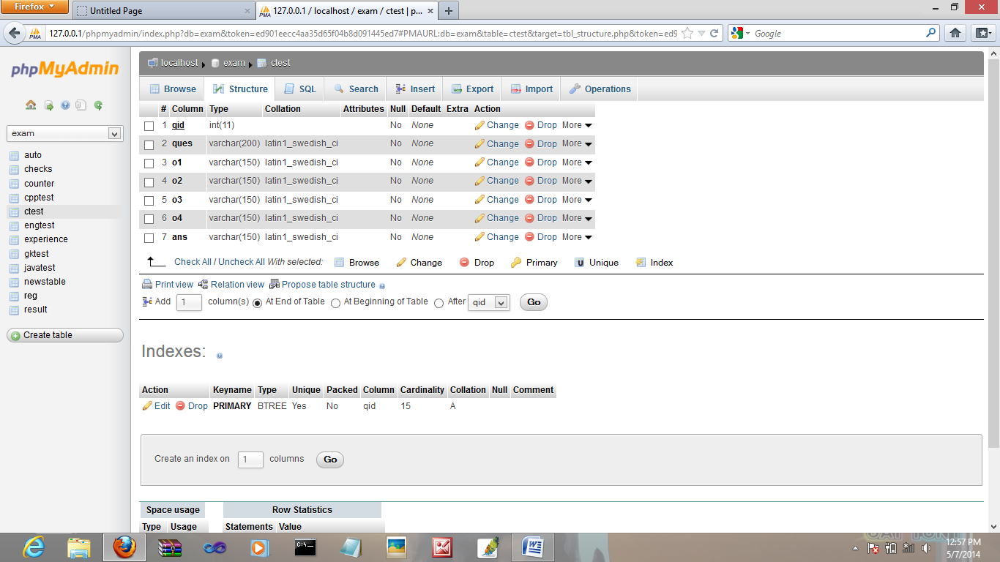 Firefox
Untitled Page
127.0.0.1 / localhost / exam / ctest | p...
127.0.0.1/phpmyadmin/index.php?db=exam&token=ed901eecc4aa35d65f04b8d091445ed7#PMAURL:db=exam&table=ctest&target=tbl_structure.php&token=ed9
Google
phpMyAdmin
exam
auto
checks
counter
cpptest
ctest
engtest
experience
gktest
javatest
newstable
reg
result
Create table
localhost exam ctest
Browse Structure SQL Search Insert Export Import Operations
# Column Type Collation Attributes Null Default Extra Action
1 qid int(11) No None Change Drop More
2 ques varchar(200) latin1_swedish_ci No None Change Drop More
3 o1 varchar(150) latin1_swedish_ci No None Change Drop More
4 o2 varchar(150) latin1_swedish_ci No None Change Drop More
5 o3 varchar(150) latin1_swedish_ci No None Change Drop More
6 o4 varchar(150) latin1_swedish_ci No None Change Drop More
7 ans varchar(150) latin1_swedish_ci No None Change Drop More
Check All / Uncheck All With selected: Browse Change Drop Primary Unique Index
Print view Relation view Propose table structure
Add 1 column(s) At End of Table At Beginning of Table After qid Go
Indexes:
Action Keyname Type Unique Packed Column Cardinality Collation Null Comment
Edit Drop PRIMARY BTREE Yes No qid 15 A
Create an index on 1 columns Go
Space usage Row Statistics
Type Usage Statements Value
12:57 PM
5/7/2014